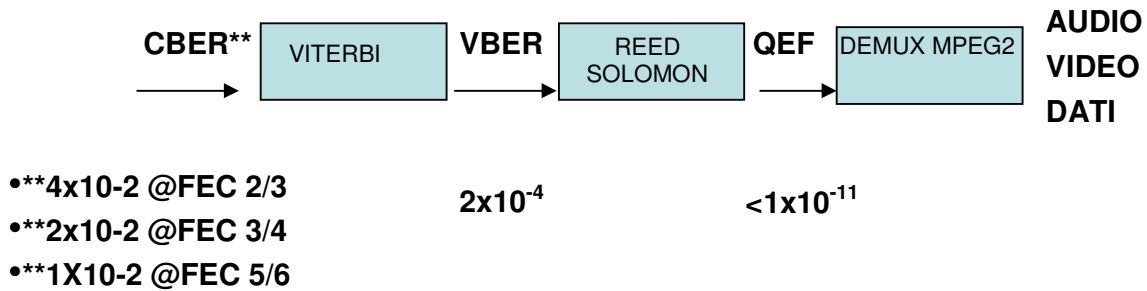 CBER**
VITERBI
VBER
REED
SOLOMON
QEF
DEMUX MPEG2
AUDIO
VIDEO
DATI
•**4x10-2 @FEC 2/3
•**2x10-2 @FEC 3/4
•**1X10-2 @FEC 5/6
2x10⁻⁴
<1x10⁻¹¹